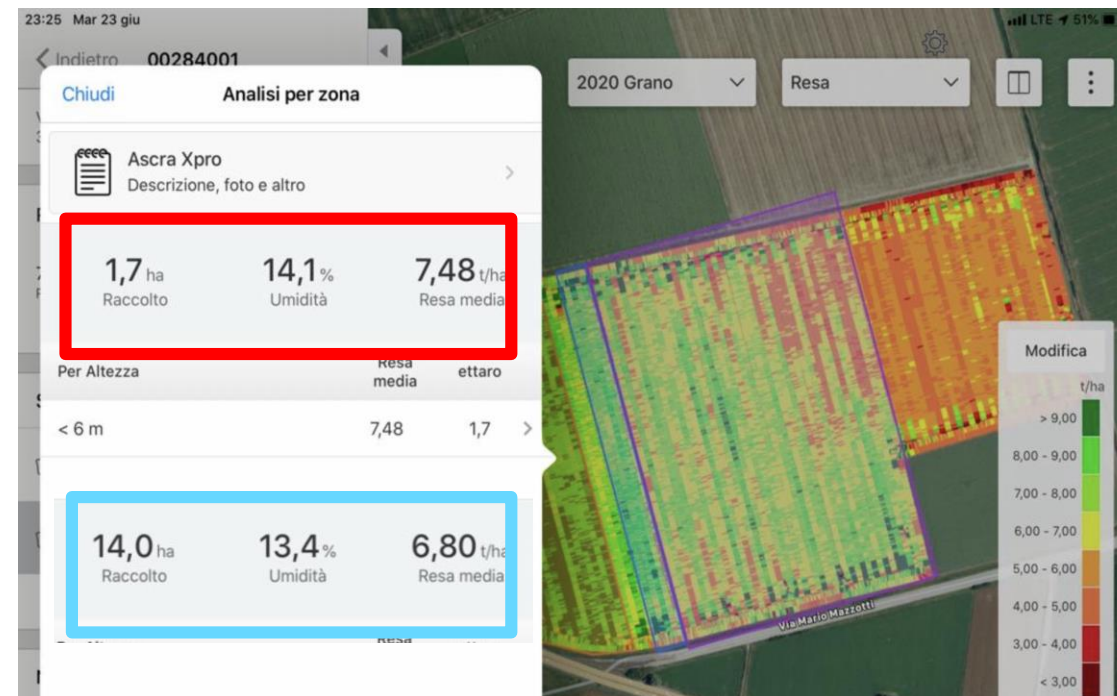 23:25 Mar 23 giu
LTE 51%
Indietro 00284001
Chiudi Analisi per zona
Ascra Xpro
Descrizione, foto e altro
1,7 ha 14,1 % 7,48 t/ha
Raccolto Umidità Resa media
Per Altezza Resa media ettaro
< 6 m 7,48 1,7
14,0 ha 13,4 % 6,80 t/ha
Raccolto Umidità Resa media
2020 Grano Resa
Modifica
t/ha
> 9,00
8,00 - 9,00
7,00 - 8,00
6,00 - 7,00
5,00 - 6,00
4,00 - 5,00
3,00 - 4,00
< 3,00
Via Mario Mazzotti